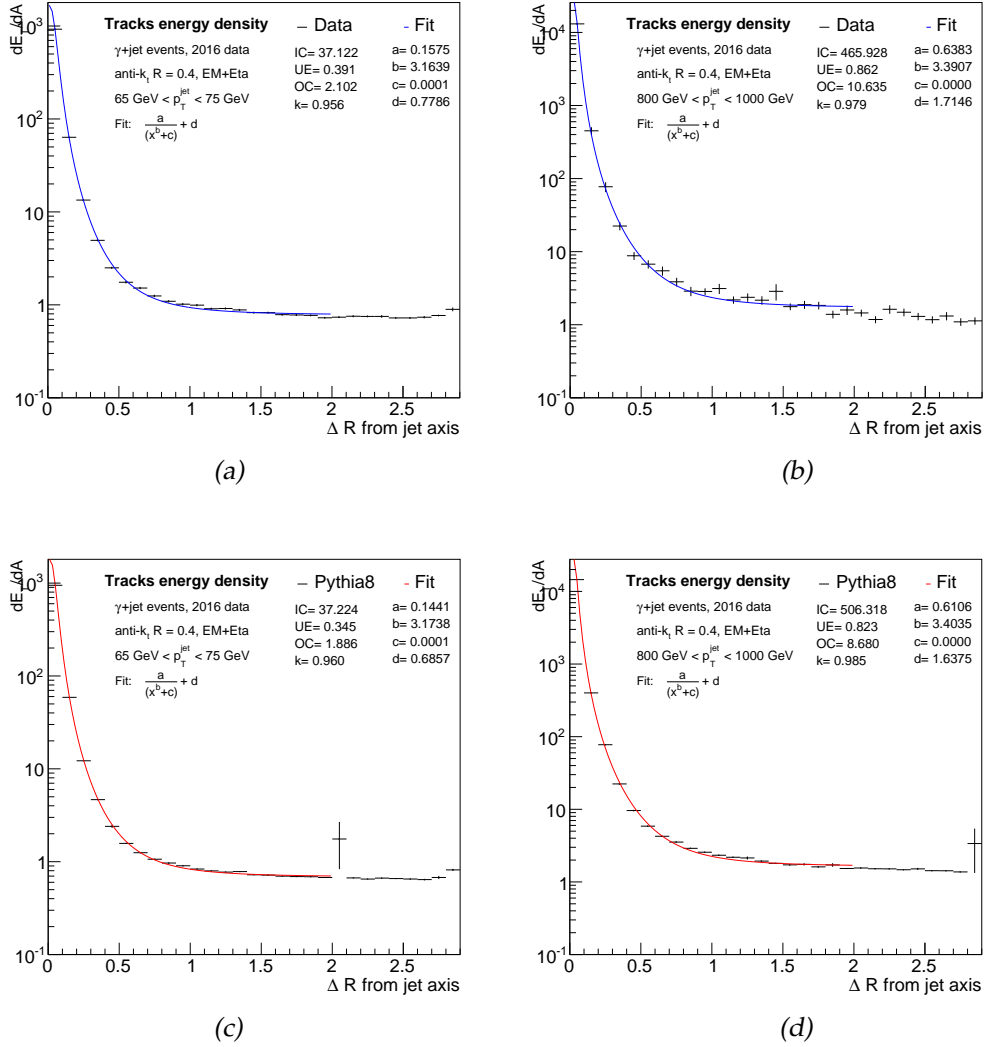 dE_T/dA
10^3
10^2
10
1
10^-1
0 0.5 1 1.5 2 2.5
Δ R from jet axis
Tracks energy density
γ+jet events, 2016 data
anti-k_t R = 0.4, EM+Eta
65 GeV < p_T^jet < 75 GeV
Fit: a/(x^b+c) + d
Data
IC= 37.122
UE= 0.391
OC= 2.102
k= 0.956
Fit
a= 0.1575
b= 3.1639
c= 0.0001
d= 0.7786
(a)
dE_T/dA
10^4
10^3
10^2
10
1
10^-1
0 0.5 1 1.5 2 2.5
Δ R from jet axis
Tracks energy density
γ+jet events, 2016 data
anti-k_t R = 0.4, EM+Eta
800 GeV < p_T^jet < 1000 GeV
Fit: a/(x^b+c) + d
Data
IC= 465.928
UE= 0.862
OC= 10.635
k= 0.979
Fit
a= 0.6383
b= 3.3907
c= 0.0000
d= 1.7146
(b)
dE_T/dA
10^3
10^2
10
1
10^-1
0 0.5 1 1.5 2 2.5
Δ R from jet axis
Tracks energy density
γ+jet events, 2016 data
anti-k_t R = 0.4, EM+Eta
65 GeV < p_T^jet < 75 GeV
Fit: a/(x^b+c) + d
Pythia8
IC= 37.224
UE= 0.345
OC= 1.886
k= 0.960
Fit
a= 0.1441
b= 3.1738
c= 0.0001
d= 0.6857
(c)
dE_T/dA
10^4
10^3
10^2
10
1
10^-1
0 0.5 1 1.5 2 2.5
Δ R from jet axis
Tracks energy density
γ+jet events, 2016 data
anti-k_t R = 0.4, EM+Eta
800 GeV < p_T^jet < 1000 GeV
Fit: a/(x^b+c) + d
Pythia8
IC= 506.318
UE= 0.823
OC= 8.680
k= 0.985
Fit
a= 0.6106
b= 3.4035
c= 0.0000
d= 1.6375
(d)